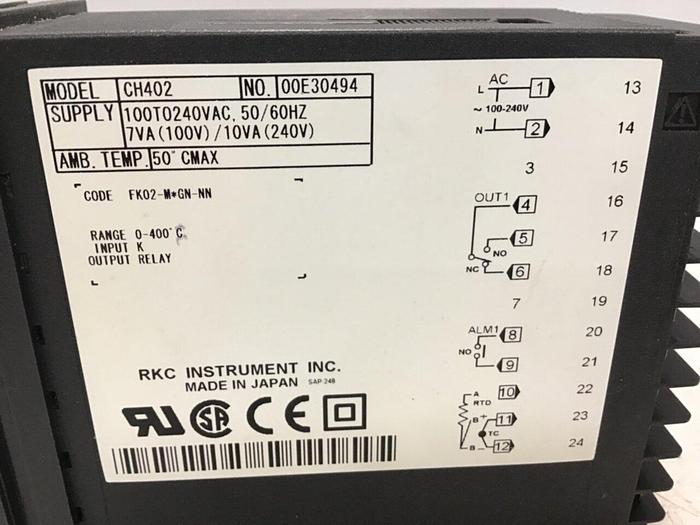 MODEL CH402 NO. 00E30494
SUPPLY 100TO240VAC, 50/60HZ
7VA(100V)/10VA(240V)
AMB. TEMP. 50°CMAX
CODE FK02-M*GN-NN
RANGE 0-400°C
INPUT K
OUTPUT RELAY
RKC INSTRUMENT INC.
MADE IN JAPAN SAP-248
CE
AC
L 1 13
~ 100-240V
N 2 14
3 15
OUT1 4 16
5 17
NO
NC 6 18
7 19
ALM1 8 20
NO
9 21
A 10 22
RTD
B + 11 23
TC
B - 12 24